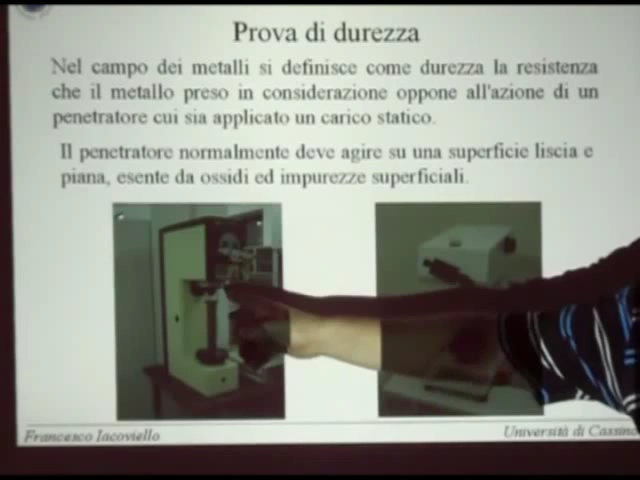 Prova di durezza
Nel campo dei metalli si definisce come durezza la resistenza
che il metallo preso in considerazione oppone all'azione di un
penetratore cui sia applicato un carico statico.
Il penetratore normalmente deve agire su una superficie liscia e
piana, esente da ossidi ed impurezze superficiali.
Francesco Iacoviello
Università di Cassino